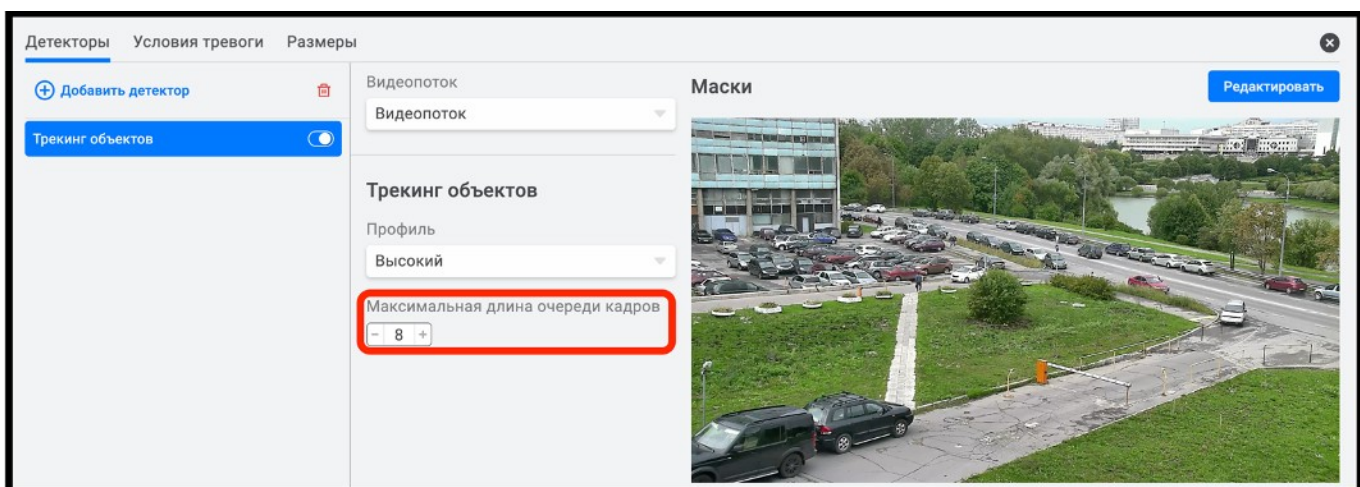 Детекторы Условия тревоги Размеры
Добавить детектор
Трекинг объектов
Видеопоток
Видеопоток
Трекинг объектов
Профиль
Высокий
Максимальная длина очереди кадров
- 8 +
Маски
Редактировать